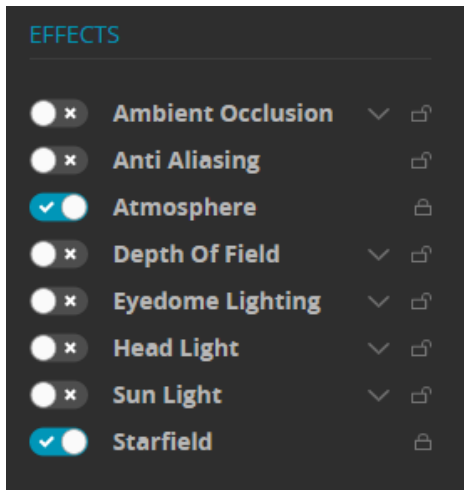 EFFECTS
Ambient Occlusion
Anti Aliasing
Atmosphere
Depth Of Field
Eyedome Lighting
Head Light
Sun Light
Starfield